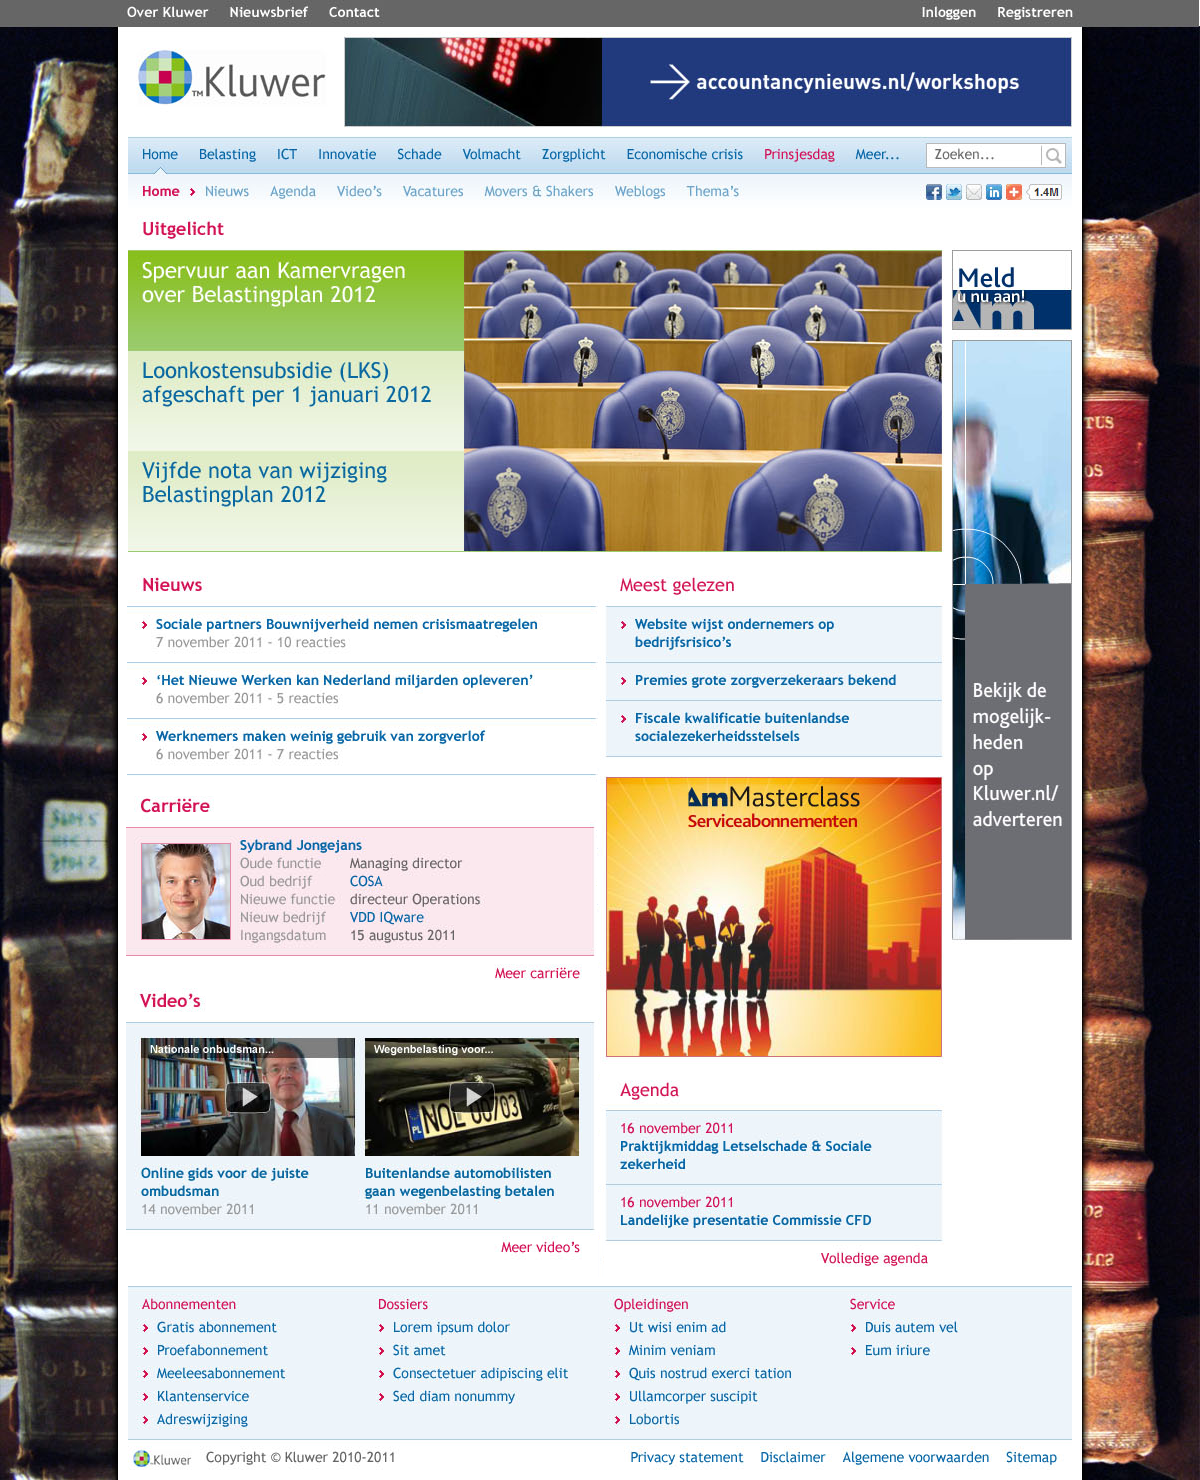 Over Kluwer Nieuwsbrief Contact Inloggen Registreren
™Kluwer
accountancynieuws.nl/workshops
Home Belasting ICT Innovatie Schade Volmacht Zorgplicht Economische crisis Prinsjesdag Meer... Zoeken...
Home Nieuws Agenda Video's Vacatures Movers & Shakers Weblogs Thema's 1.4M
Uitgelicht
Spervuur aan Kamervragen
over Belastingplan 2012
Loonkostensubsidie (LKS)
afgeschaft per 1 januari 2012
Vijfde nota van wijziging
Belastingplan 2012
Meld
u nu aan!
Am
Bekijk de
mogelijk-
heden
op
Kluwer.nl/
adverteren
Nieuws
Sociale partners Bouwnijverheid nemen crisismaatregelen
7 november 2011 - 10 reacties
‘Het Nieuwe Werken kan Nederland miljarden opleveren’
6 november 2011 - 5 reacties
Werknemers maken weinig gebruik van zorgverlof
6 november 2011 - 7 reacties
Meest gelezen
Website wijst ondernemers op
bedrijfsrisico’s
Premies grote zorgverzekeraars bekend
Fiscale kwalificatie buitenlandse
socialezekerheidsstelsels
Carrière
Sybrand Jongejans
Oude functie Managing director
Oud bedrijf COSA
Nieuwe functie directeur Operations
Nieuw bedrijf VDD IQware
Ingangsdatum 15 augustus 2011
Meer carrière
AmMasterclass
Serviceabonnementen
Video’s
Nationale onbudsman...
Wegenbelasting voor...
PL
Online gids voor de juiste
ombudsman
14 november 2011
Buitenlandse automobilisten
gaan wegenbelasting betalen
11 november 2011
Meer video’s
Agenda
16 november 2011
Praktijkmiddag Letselschade & Sociale
zekerheid
16 november 2011
Landelijke presentatie Commissie CFD
Volledige agenda
Abonnementen
Gratis abonnement
Proefabonnement
Meeleesabonnement
Klantenservice
Adreswijziging
Dossiers
Lorem ipsum dolor
Sit amet
Consectetuer adipiscing elit
Sed diam nonummy
Opleidingen
Ut wisi enim ad
Minim veniam
Quis nostrud exerci tation
Ullamcorper suscipit
Lobortis
Service
Duis autem vel
Eum iriure
Kluwer Copyright © Kluwer 2010-2011 Privacy statement Disclaimer Algemene voorwaarden Sitemap